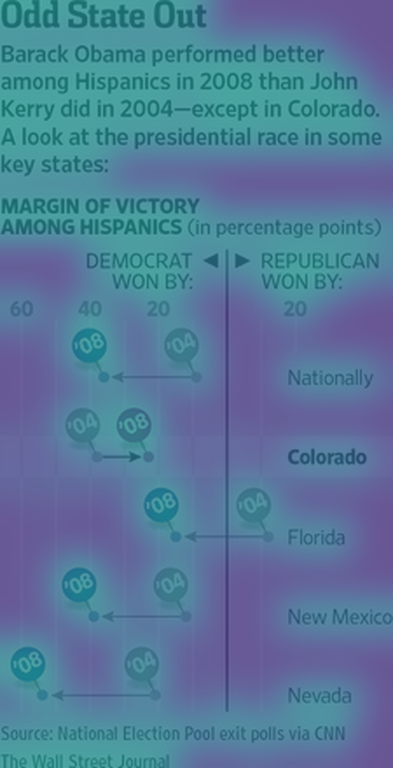 Odd State Out
Barack Obama performed better
among Hispanics in 2008 than John
Kerry did in 2004—except in Colorado.
A look at the presidential race in some
key states:
MARGIN OF VICTORY
AMONG HISPANICS (in percentage points)
DEMOCRAT ◄ ► REPUBLICAN
WON BY: WON BY:
60 40 20 20
'08 '04
Nationally
'04 '08
Colorado
'08 '04
Florida
'08 '04
New Mexico
'08 '04
Nevada
Source: National Election Pool exit polls via CNN
The Wall Street Journal